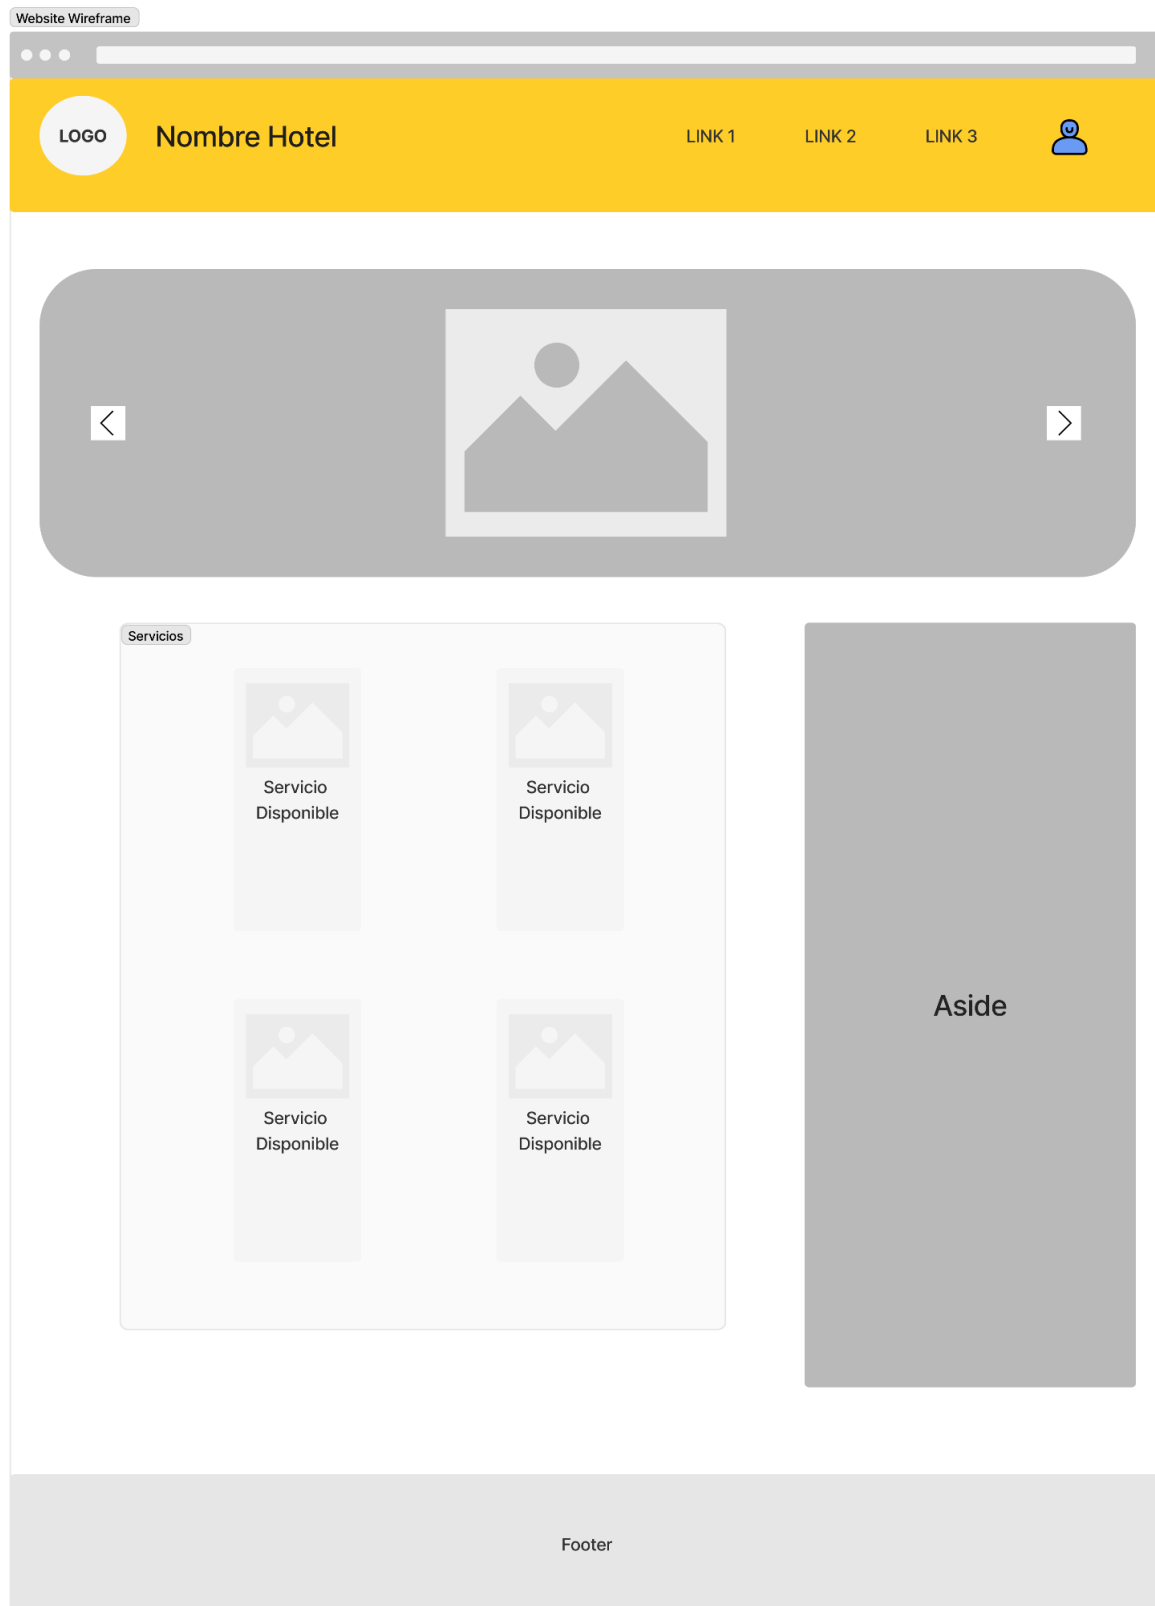 Website Wireframe
LOGO
Nombre Hotel
LINK 1
LINK 2
LINK 3
Servicios
Servicio
Disponible
Servicio
Disponible
Servicio
Disponible
Servicio
Disponible
Aside
Footer